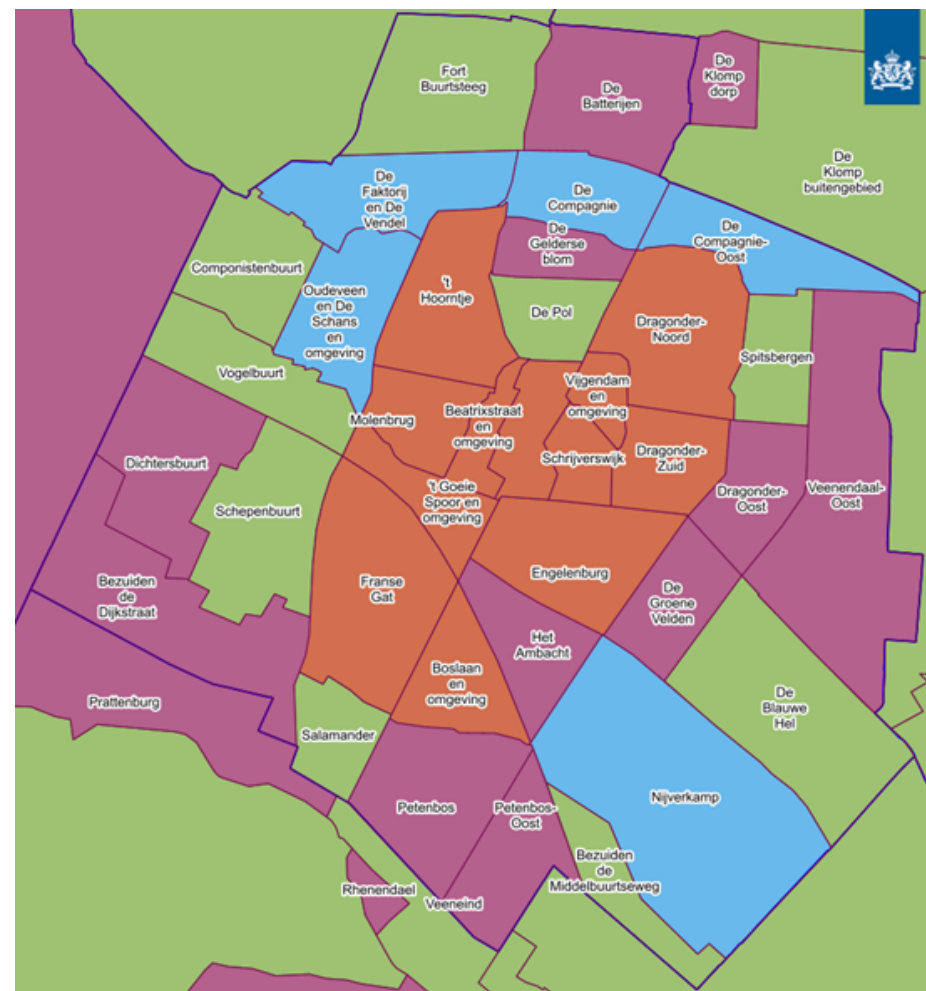 Fort
Buurtsteeg
De
Batterijen
De
Klomp
dorp
De
Klomp
buitengebied
De
Faktorij
en De
Vendel
De
Compagnie
De
Compagnie-
Oost
De
Gelderse
blom
Componistenbuurt
Oudeveen
en De
Schans
en
omgeving
't
Hoorntje
De Pol
Dragonder-
Noord
Spitsbergen
Vogelbuurt
Molenbrug
Beatrixstraat
en
omgeving
Vijgendam
en
omgeving
Schrijverswijk
Dragonder-
Zuid
Dichtersbuurt
Schepenbuurt
't Goeie
Spoor en
omgeving
Dragonder-
Oost
Veenendaal-
Oost
Bezuiden
de
Dijkstraat
Franse
Gat
Engelenburg
De
Groene
Velden
Het
Ambacht
Boslaan
en
omgeving
De
Blauwe
Hel
Prattenburg
Salamander
Petenbos
Petenbos-
Oost
Nijverkamp
Bezuiden
de
Middelbuurtseweg
Rhenendael
Veeneind